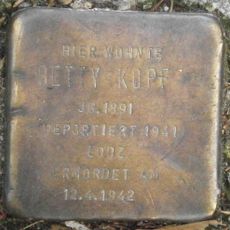 HIER WOHNTE
BETTY KOPF
JG. 1891
DEPORTIERT 1941
LODZ
ERMORDET AM
12.4.1942